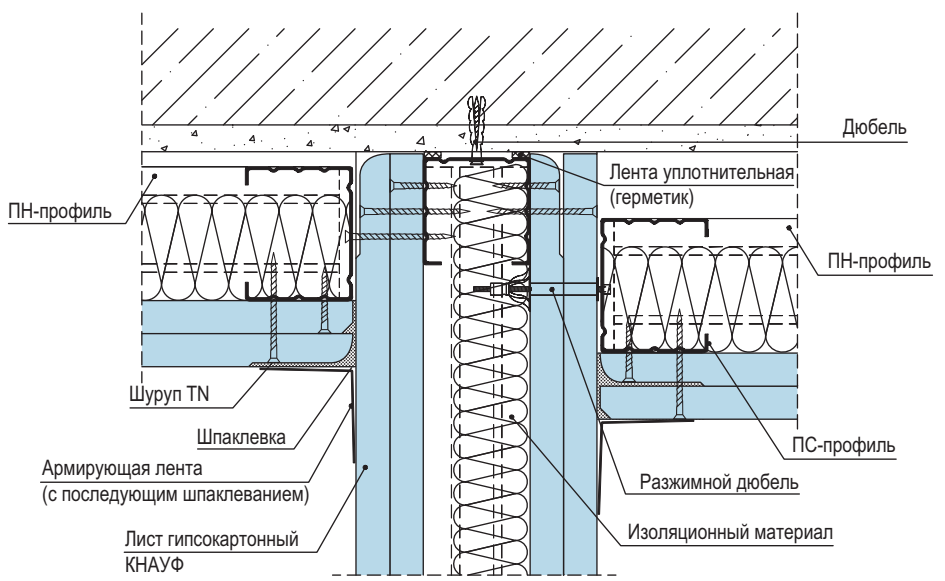 Дюбель
Лента уплотнительная
(герметик)
ПН-профиль
ПН-профиль
Шуруп TN
Шпаклевка
ПС-профиль
Армирующая лента
(с последующим шпаклеванием)
Разжимной дюбель
Изоляционный материал
Лист гипсокартонный
КНАУФ